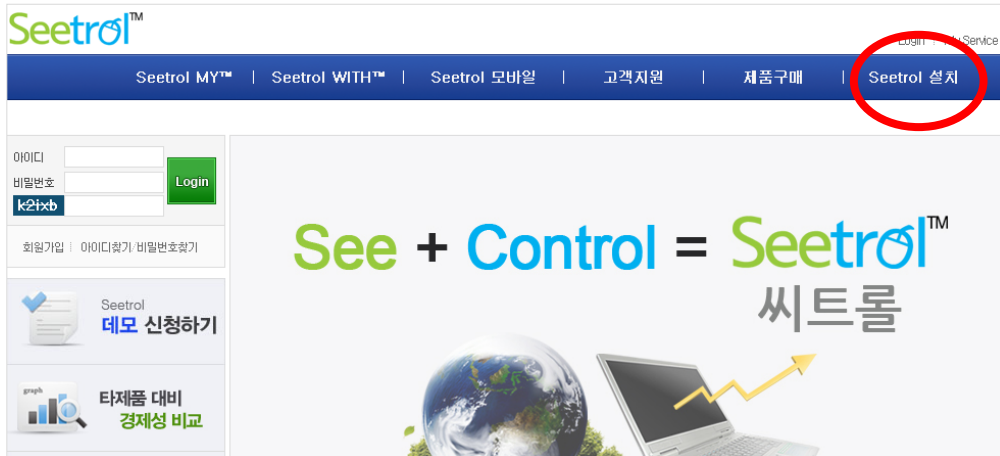 Seetrol™
Login : My Service
Seetrol MY™ | Seetrol WITH™ | Seetrol 모바일 | 고객지원 | 제품구매 | Seetrol 설치
아이디
비밀번호
Login
k2ixb
회원가입 | 아이디찾기/비밀번호찾기
See + Control = Seetrol™
씨트롤
Seetrol
데모 신청하기
graph
타제품 대비
경제성 비교